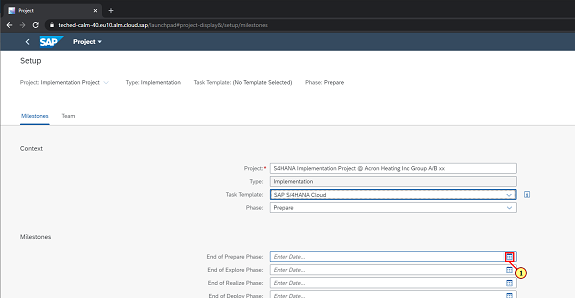 Project
teched-calm-40.eu10.alm.cloud.sap/launchpad#project-display&/setup/milestones
SAP Project
Setup
Project: Implementation Project Type: Implementation Task Template: (No Template Selected) Phase: Prepare
Milestones Team
Context
Project:* S4HANA Implementation Project @ Acron Heating Inc Group A/B xx
Type: Implementation
Task Template: SAP S/4HANA Cloud
Phase: Prepare
Milestones
End of Prepare Phase: Enter Date...
1
End of Explore Phase: Enter Date...
End of Realize Phase: Enter Date...
End of Deploy Phase: Enter Date...